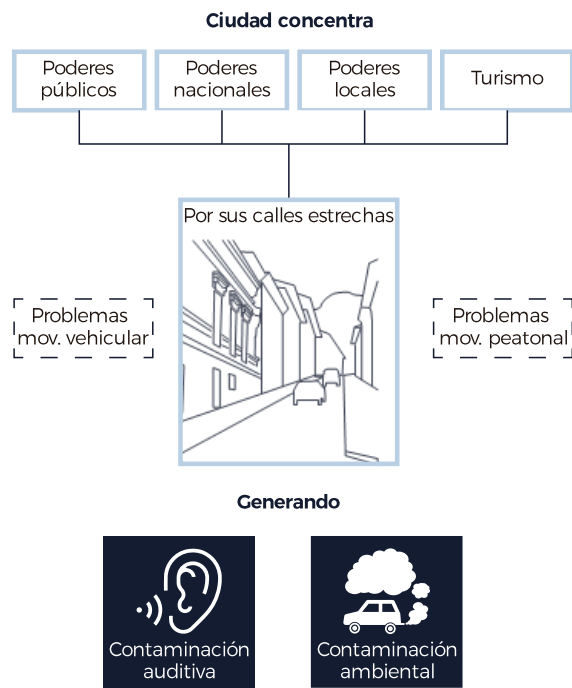 Ciudad concentra
Poderes
públicos
Poderes
nacionales
Poderes
locales
Turismo
Por sus calles estrechas
Problemas
mov. vehicular
Problemas
mov. peatonal
Generando
Contaminación
auditiva
Contaminación
ambiental